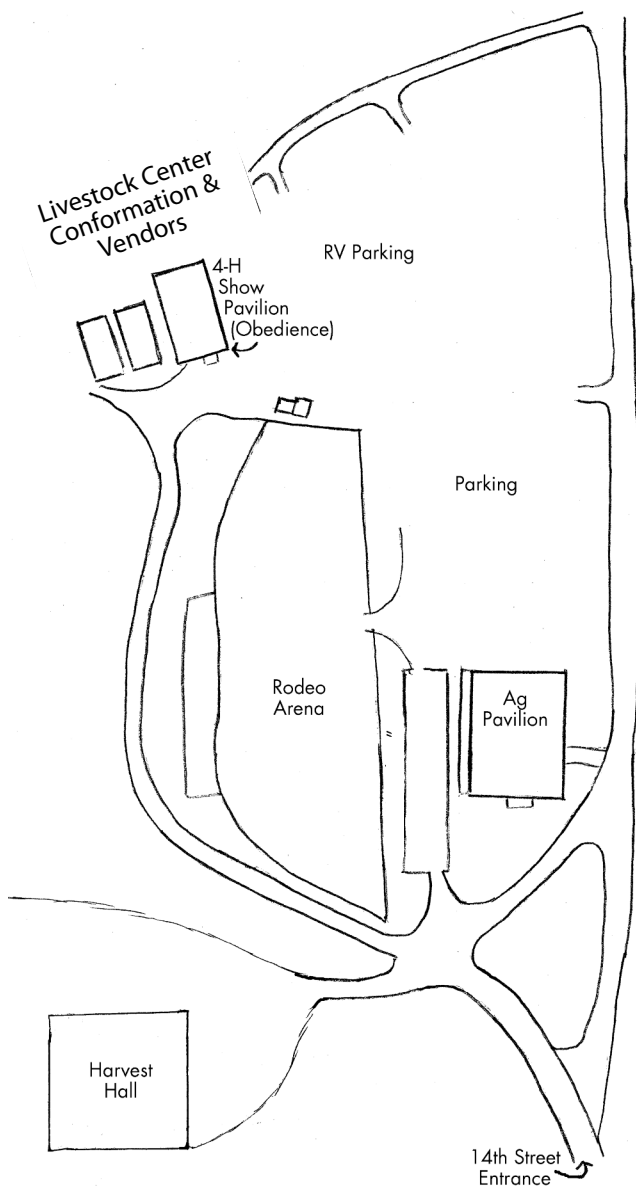 Livestock Center
Conformation &
Vendors
4-H
Show
Pavilion
(Obedience)
RV Parking
Parking
Rodeo
Arena
Ag
Pavilion
Harvest
Hall
14th Street
Entrance